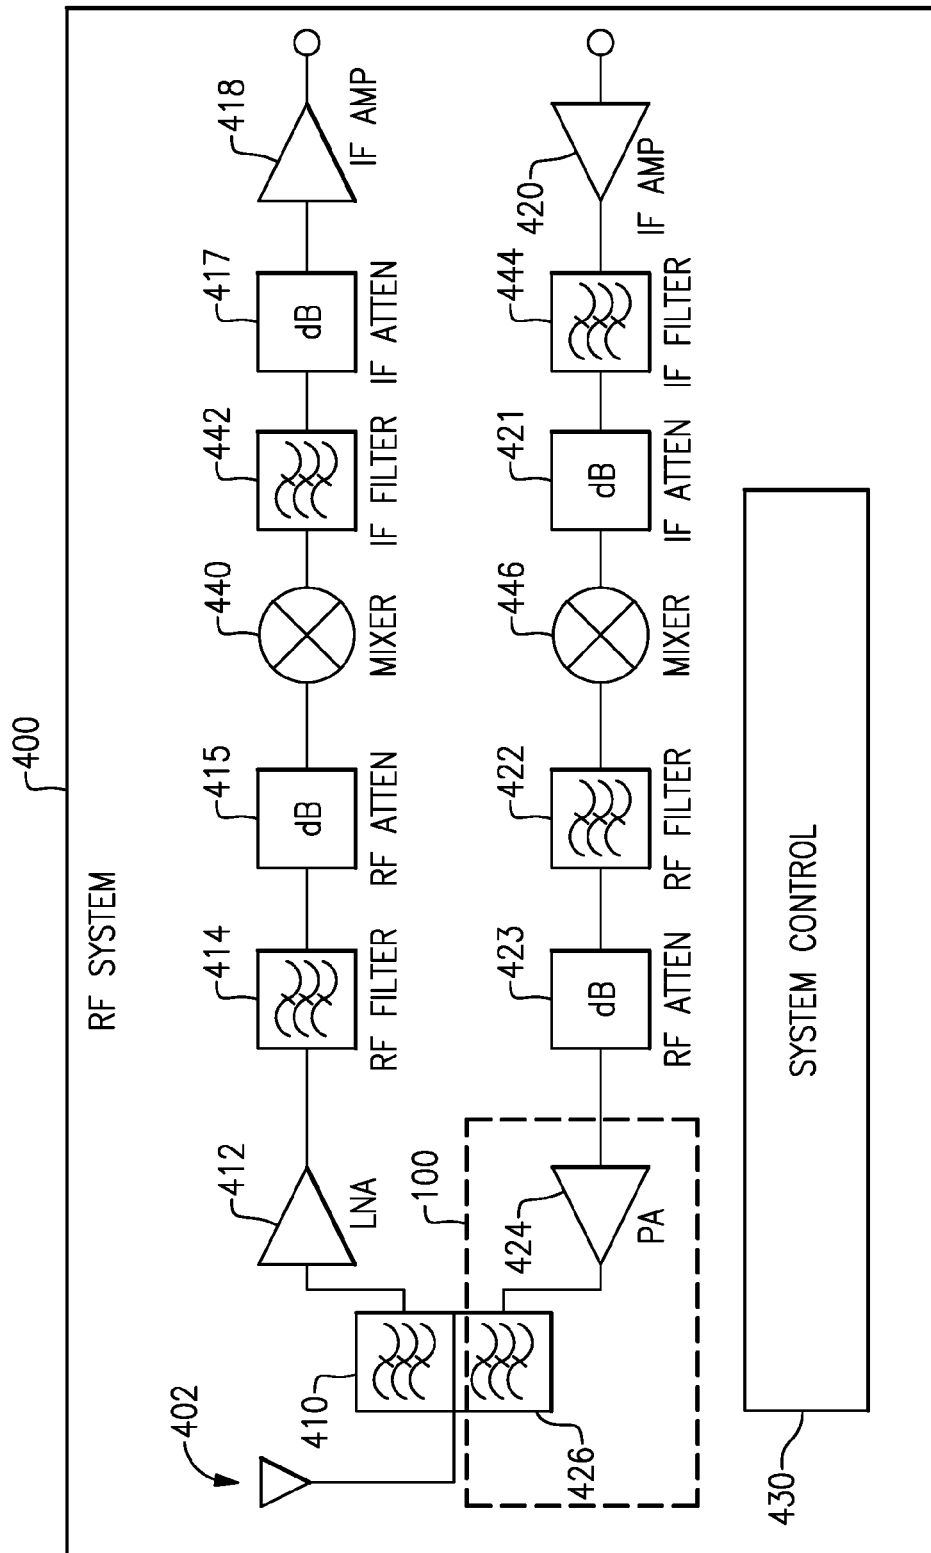 400
RF SYSTEM
402
410
412
LNA
414
RF FILTER
415
dB
RF ATTEN
440
MIXER
442
IF FILTER
417
dB
IF ATTEN
418
IF AMP
100
426
424
PA
423
dB
RF ATTEN
422
RF FILTER
446
MIXER
421
dB
IF ATTEN
444
IF FILTER
420
IF AMP
SYSTEM CONTROL
430